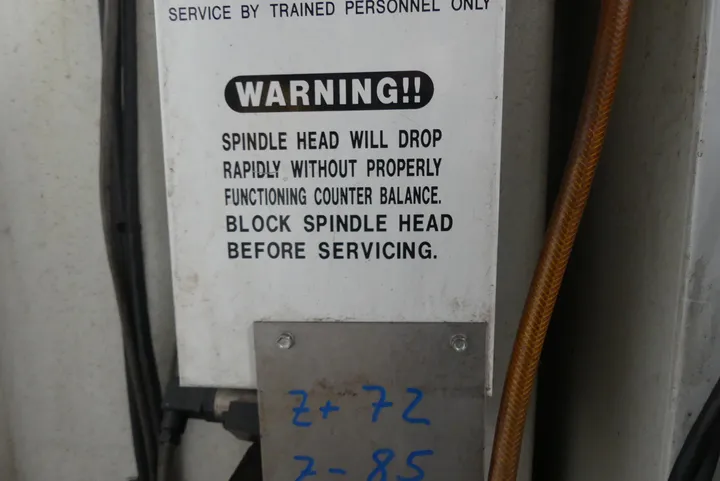 SERVICE BY TRAINED PERSONNEL ONLY
WARNING!!
SPINDLE HEAD WILL DROP
RAPIDLY WITHOUT PROPERLY
FUNCTIONING COUNTER BALANCE.
BLOCK SPINDLE HEAD
BEFORE SERVICING.
Z+ 72
Z- 85